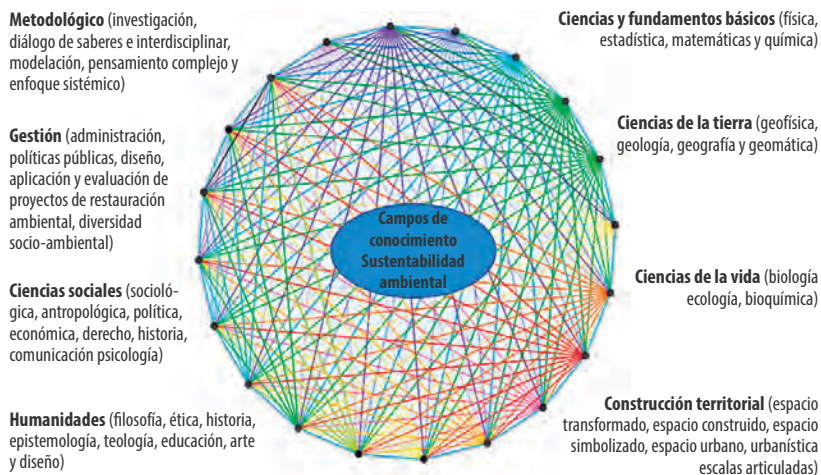 Metodológico (investigación,
diálogo de saberes e interdisciplinar,
modelación, pensamiento complejo y
enfoque sistémico)
Gestión (administración,
políticas públicas, diseño,
aplicación y evaluación de
proyectos de restauración
ambiental, diversidad
socio-ambiental)
Ciencias sociales (socioló-
gica, antropológica, política,
económica, derecho, historia,
comunicación psicología)
Humanidades (filosofía, ética, historia,
epistemología, teología, educación, arte
y diseño)
Campos de
conocimiento
Sustentabilidad
ambiental
Ciencias y fundamentos básicos (física,
estadística, matemáticas y química)
Ciencias de la tierra (geofísica,
geología, geografía y geomática)
Ciencias de la vida (biología
ecología, bioquímica)
Construcción territorial (espacio
transformado, espacio construido, espacio
simbolizado, espacio urbano, urbanística
escalas articuladas)